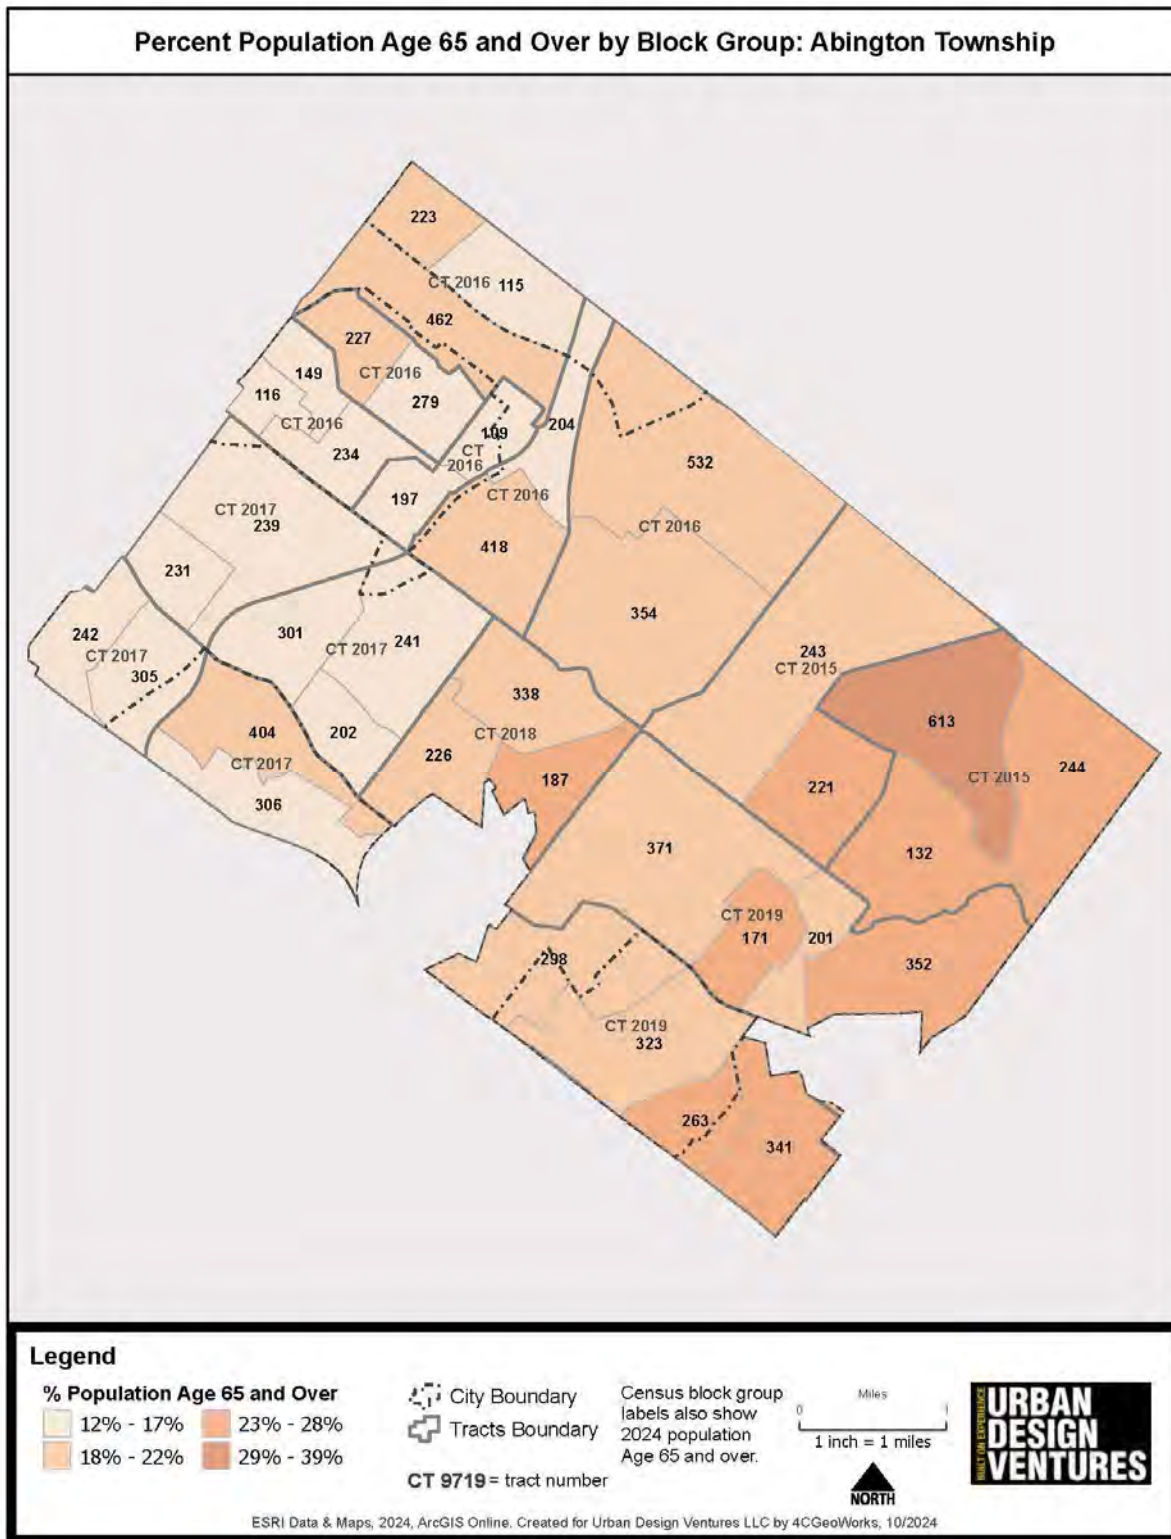 Percent Population Age 65 and Over by Block Group: Abington Township
223
CT 2016 115
462
227
CT 2016
149
279
116
CT 2016
109
204
CT
2016
234
532
197
CT 2016
CT 2017
239
CT 2016
418
231
354
301
241
242
CT 2017
243
CT 2015
CT 2017
305
338
613
404
202
CT 2018
226
CT 2017
187
221
CT 2015
244
306
371
132
CT 2019
171
201
298
352
CT 2019
323
263
341
Legend
% Population Age 65 and Over
12% - 17%
23% - 28%
18% - 22%
29% - 39%
City Boundary
Tracts Boundary
CT 9719 = tract number
Census block group
labels also show
2024 population
Age 65 and over.
Miles
0 1
1 inch = 1 miles
NORTH
BUILT ON EXPERIENCE
URBAN
DESIGN
VENTURES
ESRI Data & Maps, 2024, ArcGIS Online. Created for Urban Design Ventures LLC by 4CGeoWorks, 10/2024